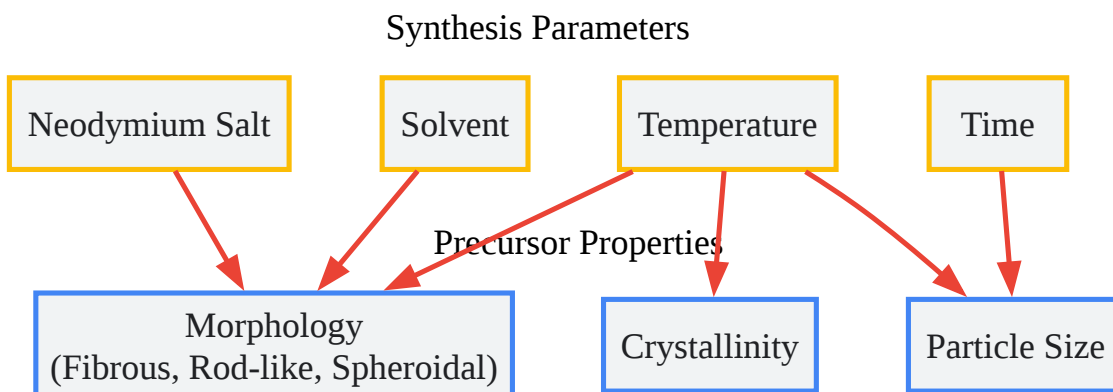 Synthesis Parameters
Neodymium Salt
Solvent
Temperature
Time
Precursor Properties
Morphology
(Fibrous, Rod-like, Spheroidal)
Crystallinity
Particle Size